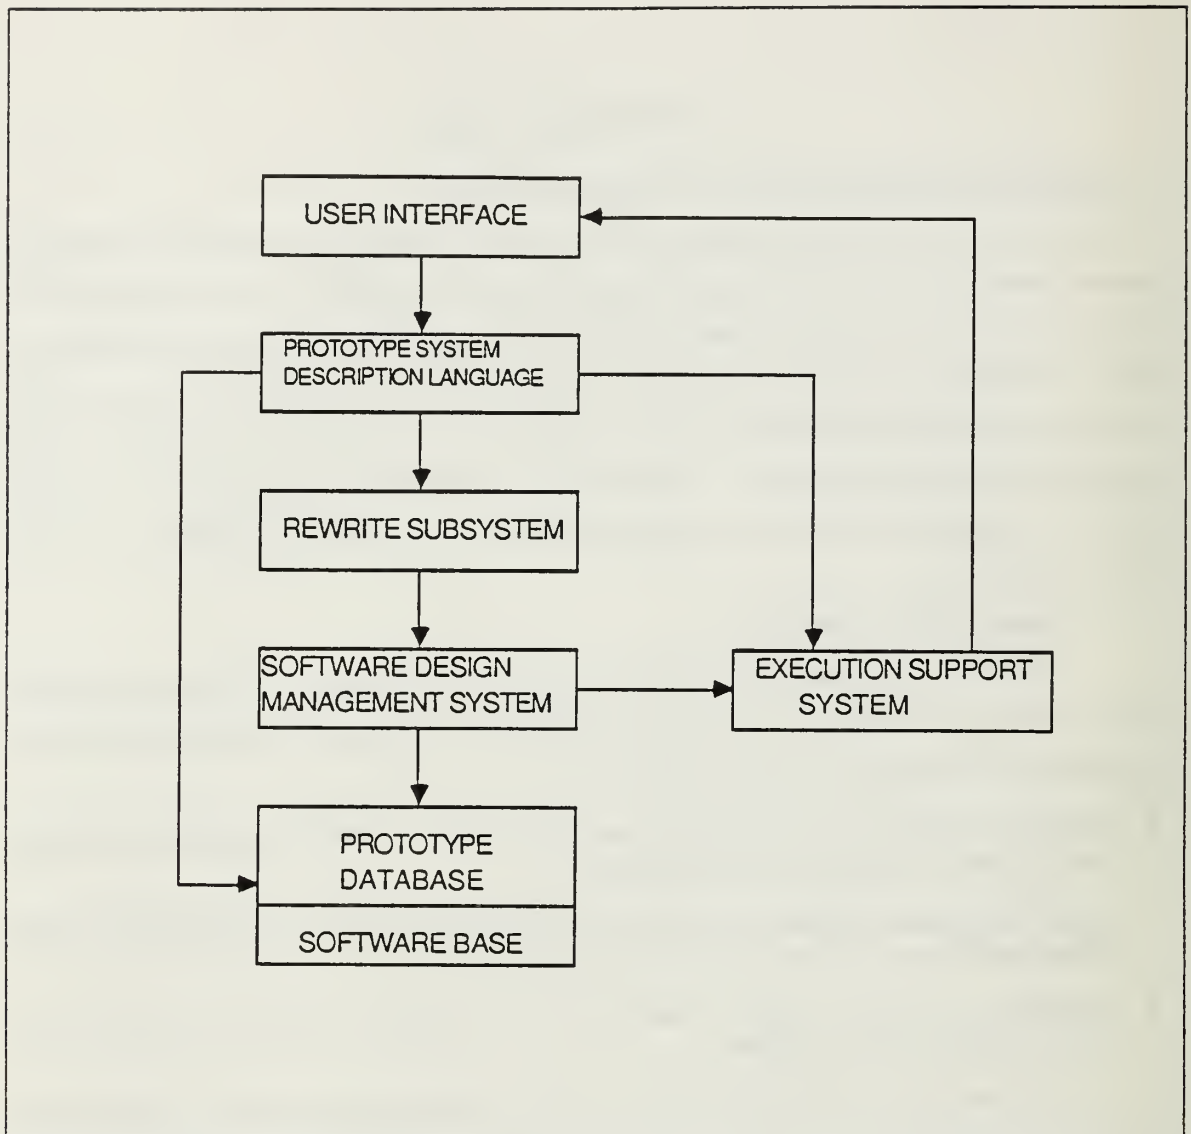 USER INTERFACE
PROTOTYPE SYSTEM
DESCRIPTION LANGUAGE
REWRITE SUBSYSTEM
SOFTWARE DESIGN
MANAGEMENT SYSTEM
EXECUTION SUPPORT
SYSTEM
PROTOTYPE
DATABASE
SOFTWARE BASE